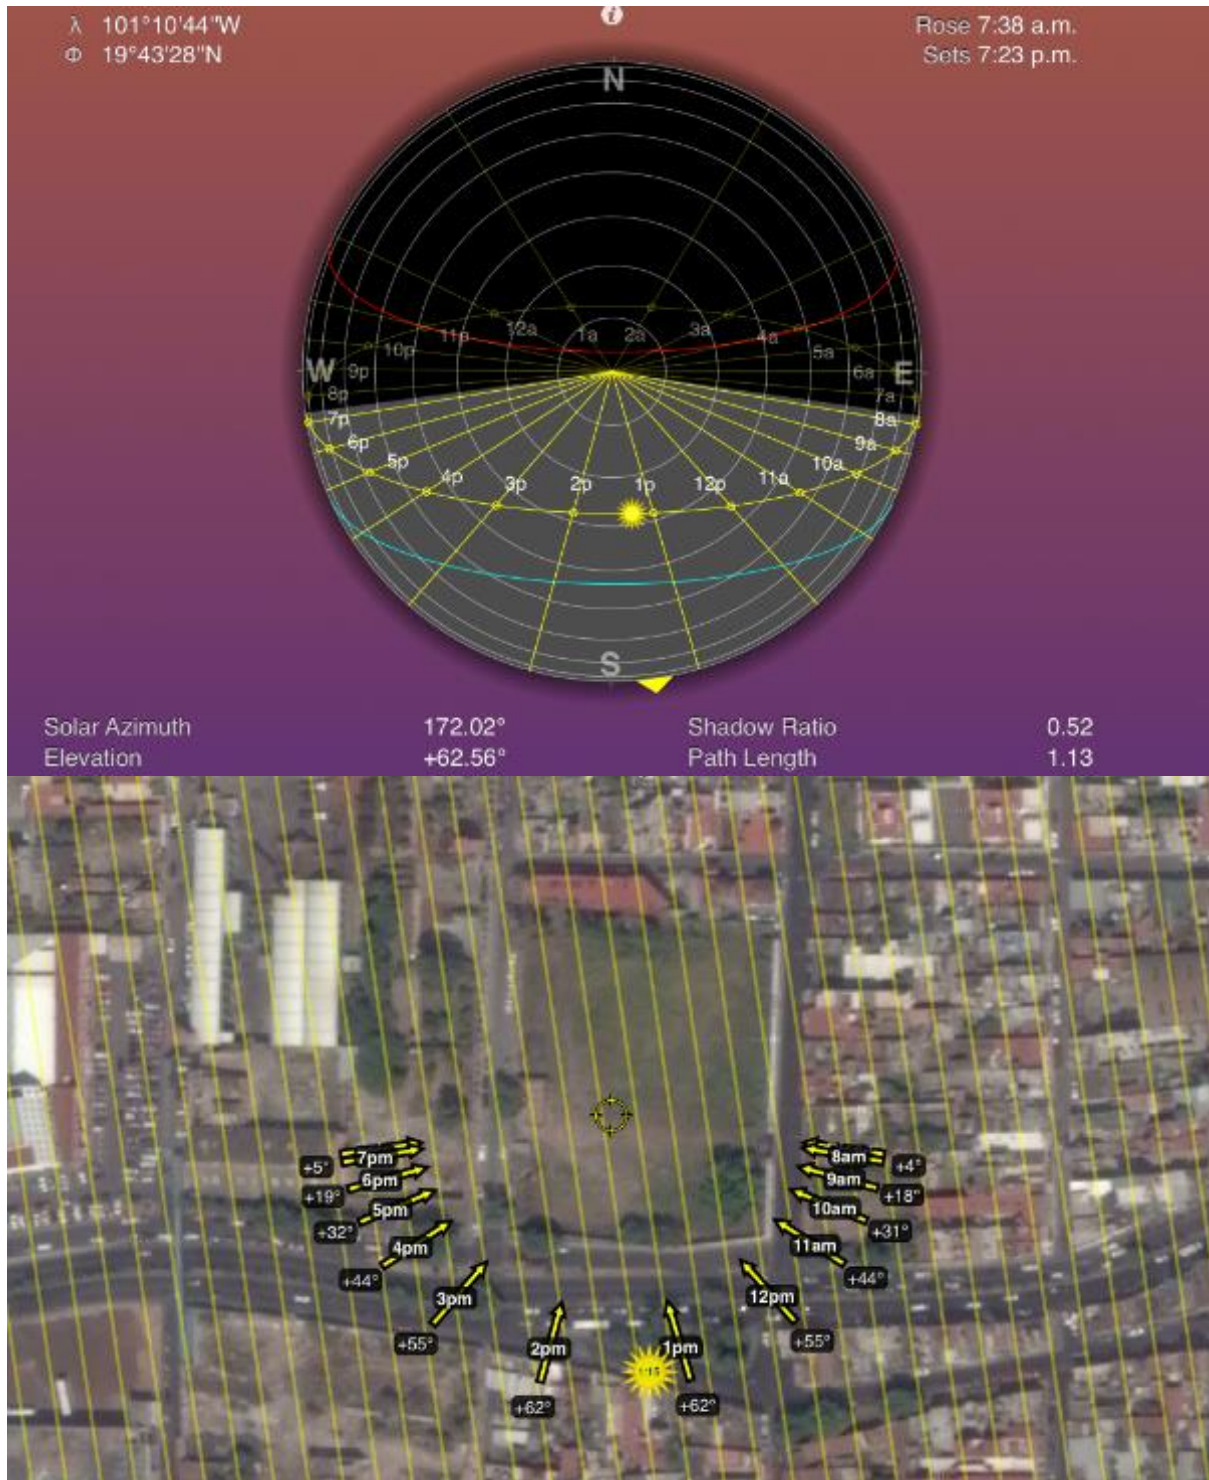 λ 101°10'44"W
Φ 19°43'28"N
i
Rose 7:38 a.m.
Sets 7:23 p.m.
N
11p 12a 1a 2a 3a 4a
10p 5a
W 9p 6a E
8p 7a
7p 8a
6p 9a
5p 10a
4p 3p 2p 1p 12p 11a
S
Solar Azimuth 172.02° Shadow Ratio 0.52
Elevation +62.56° Path Length 1.13
+5° 7pm 8am +4°
+19° 6pm 9am +18°
+32° 5pm 10am +31°
+44° 4pm 11am +44°
+55° 3pm 12pm +55°
2pm 1pm
+62° +62°